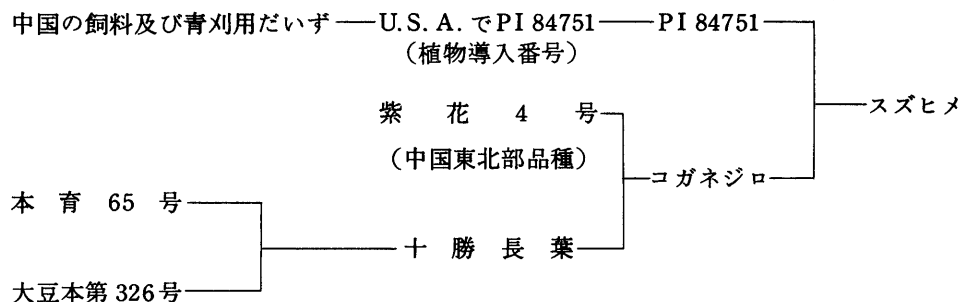 中国の飼料及び青刈用だいず U.S.A.でPI 84751 PI 84751
(植物導入番号)
スズヒメ
紫花4号
(中国東北部品種)
コガネジロ
本育65号
十勝長葉
大豆本第326号